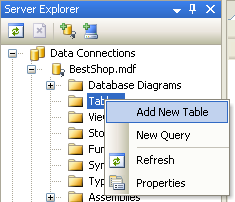 Server Explorer
Data Connections
BestShop.mdf
Database Diagrams
Add New Table
New Query
Refresh
Properties
Assemblies